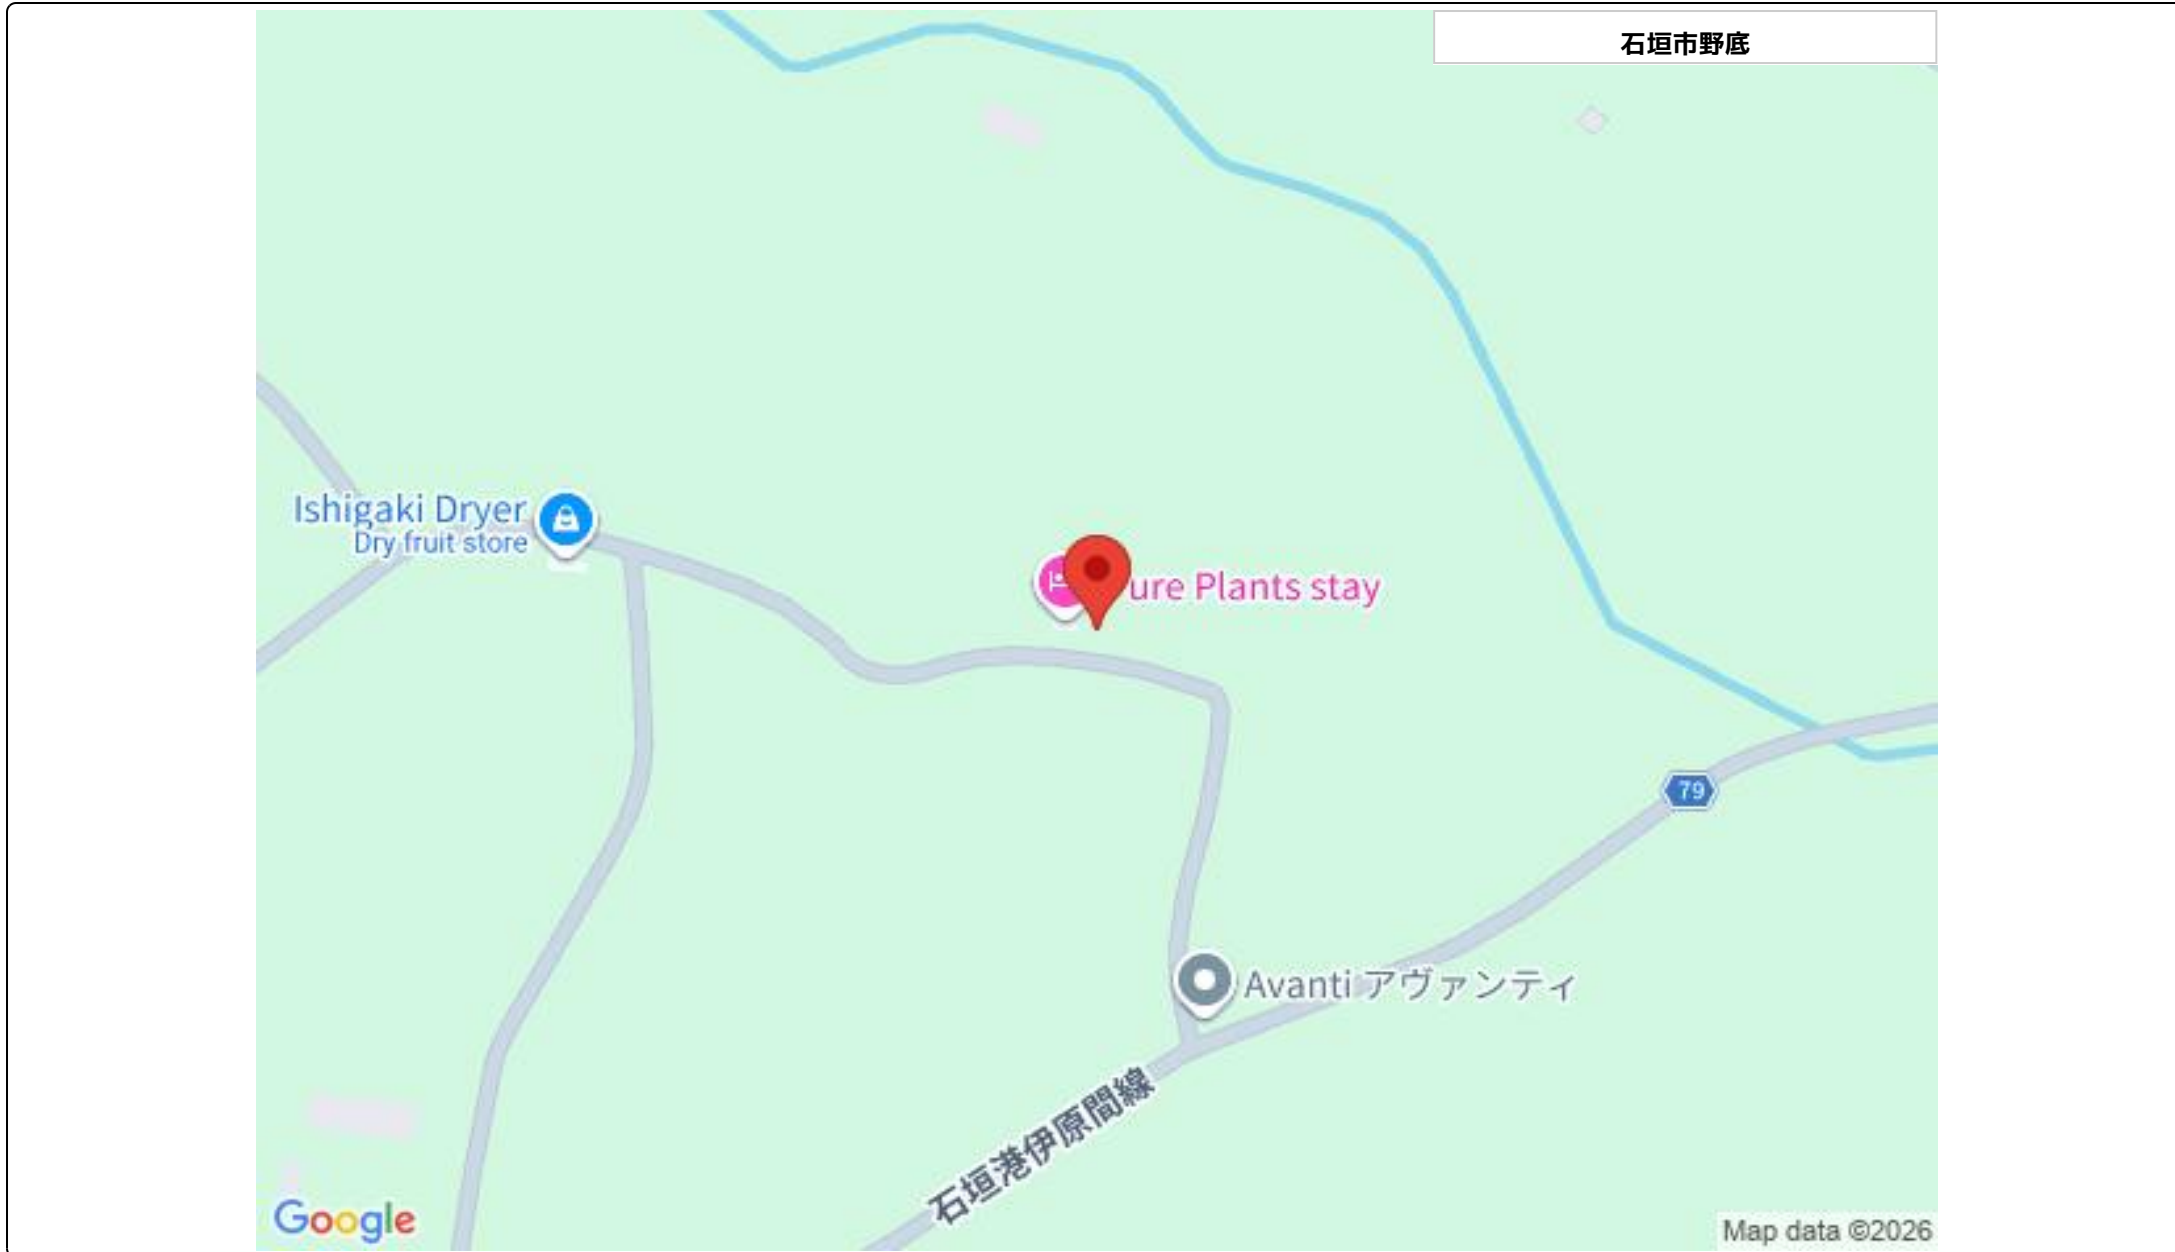 石垣市野底
Ishigaki Dryer
Dry fruit store
ure Plants stay
79
Avanti アヴァンティ
石垣港伊原間線
Google
Map data ©2026